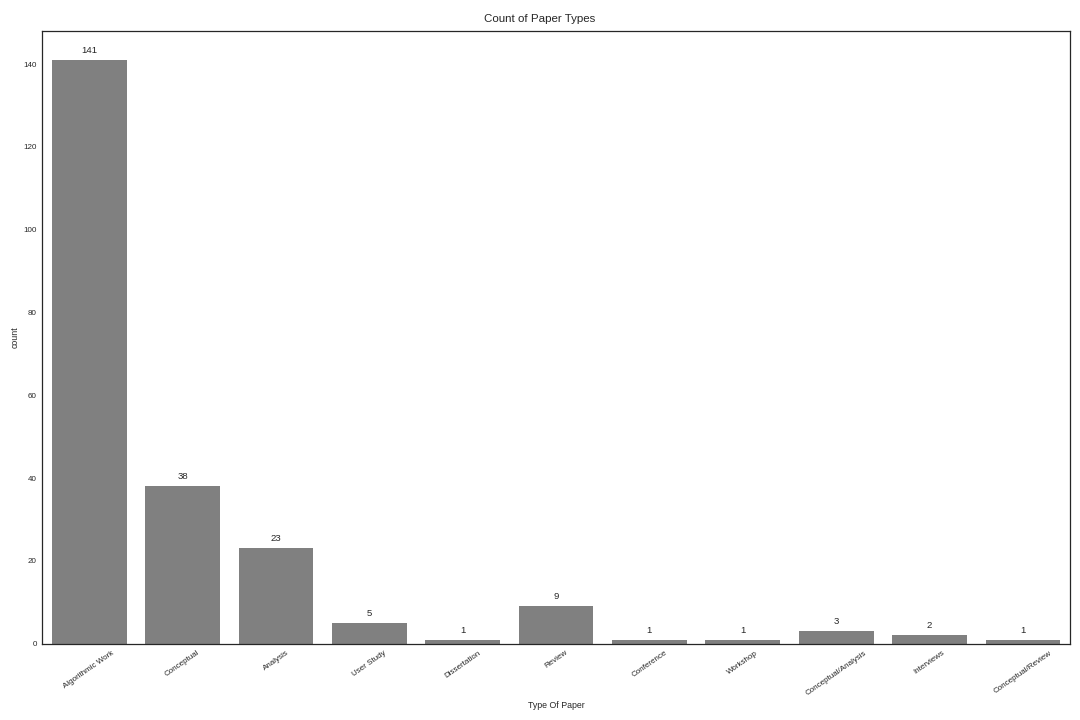 Count of Paper Types
141
140
120
100
80
60
40
20
0
count
38
23
5
1
9
1
1
3
2
1
Algorithmic Work
Conceptual
Analysis
User Study
Dissertation
Review
Conference
Workshop
Conceptual/Analysis
Interviews
Conceptual/Review
Type Of Paper